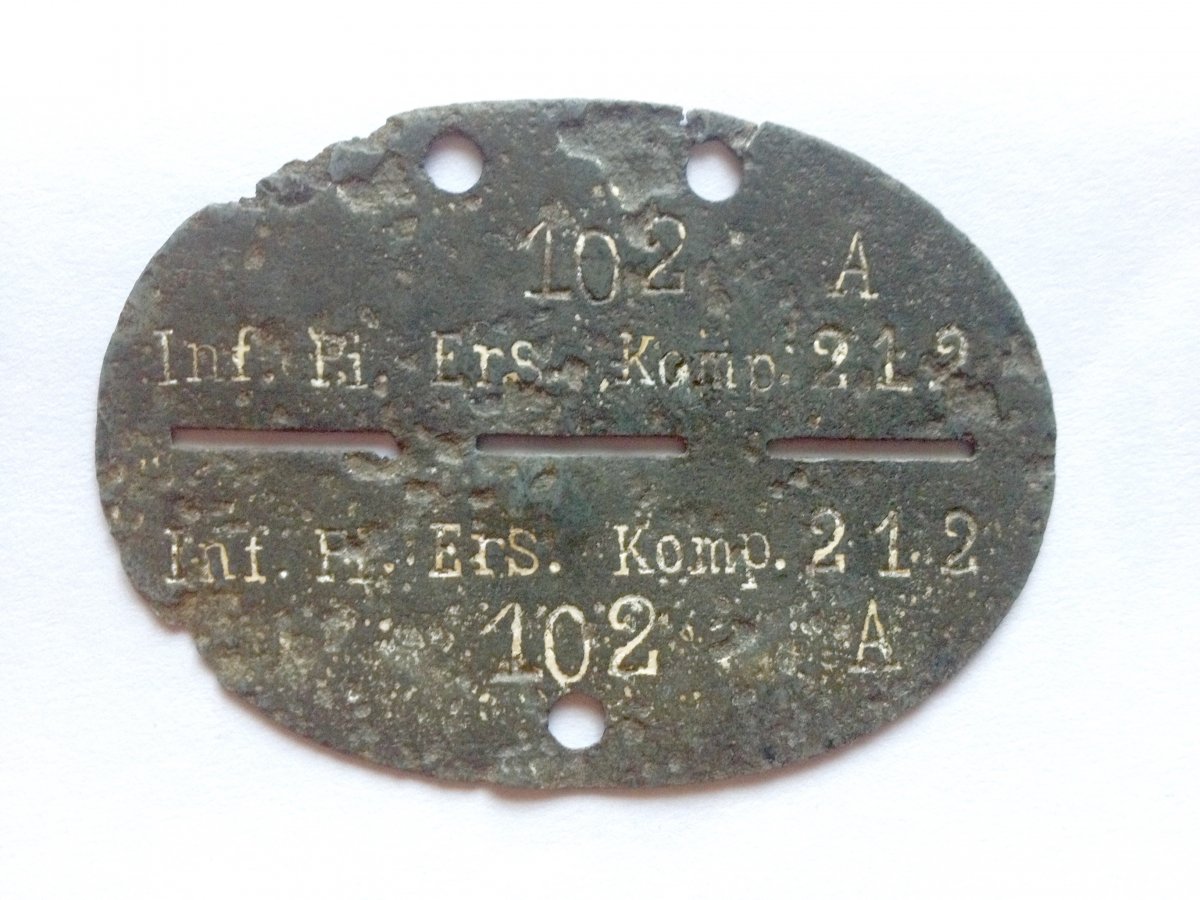 102 A
Inf. Pi. Ers. Komp. 212
Inf. Pi. Ers. Komp. 212
102 A